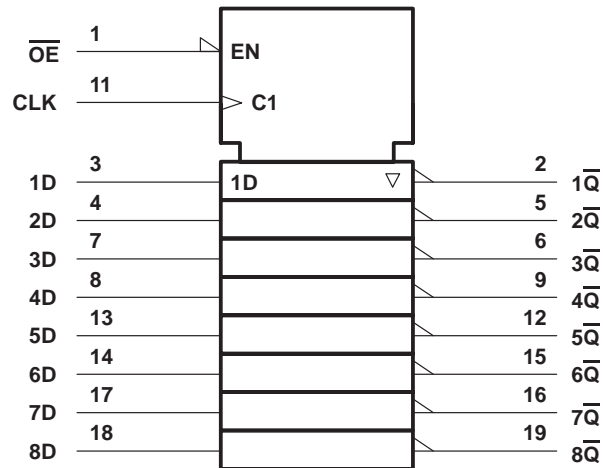 1
O̅E̅ EN
11
CLK C1
3 2
1D 1D 1Q̅
4 5
2D 2Q̅
7 6
3D 3Q̅
8 9
4D 4Q̅
13 12
5D 5Q̅
14 15
6D 6Q̅
17 16
7D 7Q̅
18 19
8D 8Q̅